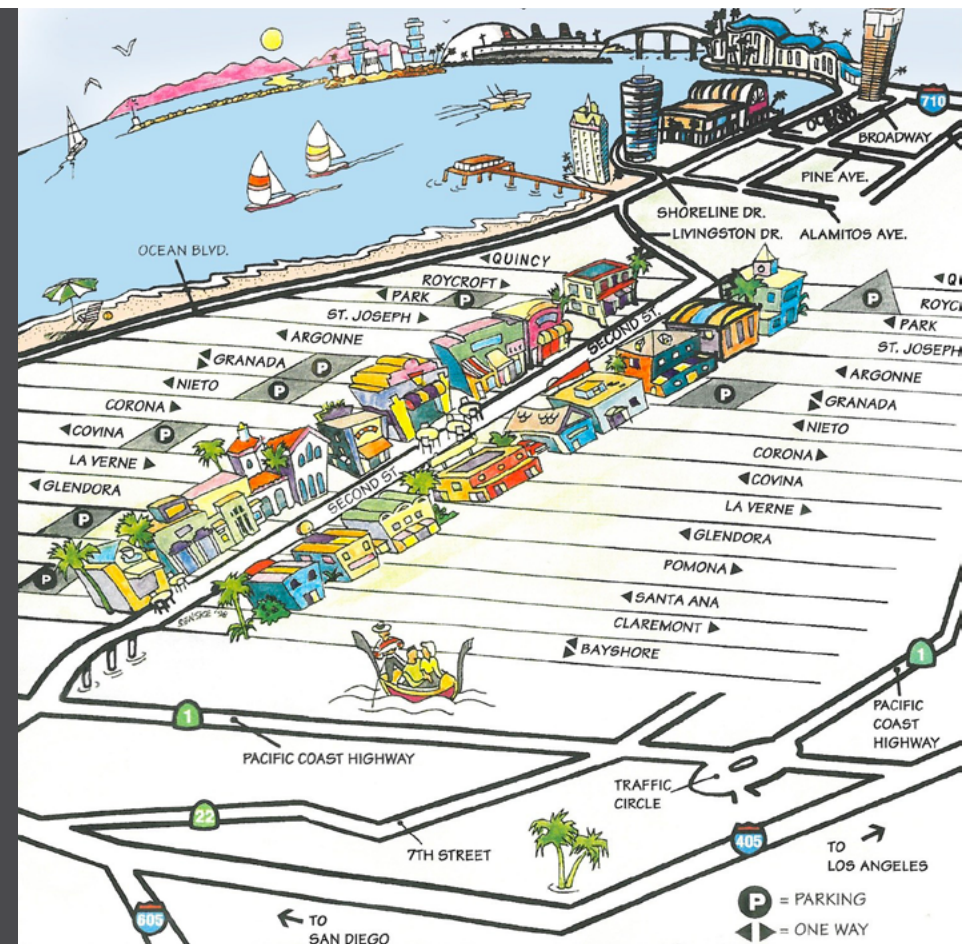 710
BROADWAY
PINE AVE.
SHORELINE DR.
LIVINGSTON DR.
ALAMITOS AVE.
OCEAN BLVD.
QUINCY
ROYCROFT
PARK
P
ST. JOSEPH
ARGONNE
GRANADA
P
NIETO
P
CORONA
COVINA
P
LA VERNE
GLENDORA
P
P
SECOND ST.
SECOND ST.
P
PARK
ST. JOSEPH
ARGONNE
P
GRANADA
NIETO
CORONA
COVINA
LA VERNE
GLENDORA
POMONA
SANTA ANA
CLAREMONT
BAYSHORE
1
PACIFIC
COAST
HIGHWAY
1
PACIFIC COAST HIGHWAY
TRAFFIC
CIRCLE
22
7TH STREET
405
TO
LOS ANGELES
605
TO
SAN DIEGO
P = PARKING
= ONE WAY